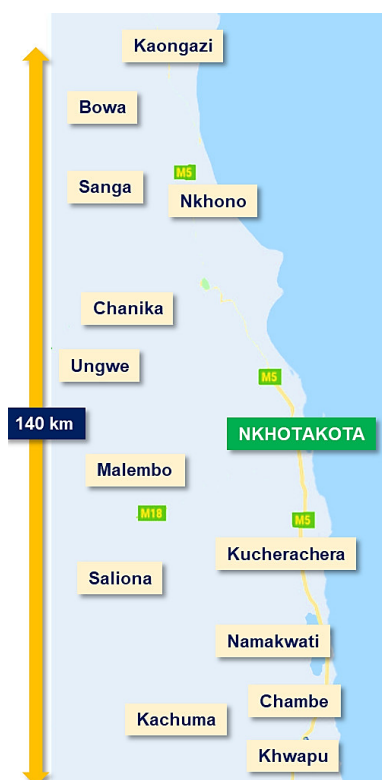 Kaongazi
Bowa
M5
Sanga
Nkhono
Chanika
Ungwe
M5
140 km
NKHOTAKOTA
Malembo
M18
M5
Kucherachera
Saliona
Namakwati
Chambe
Kachuma
Khwapu